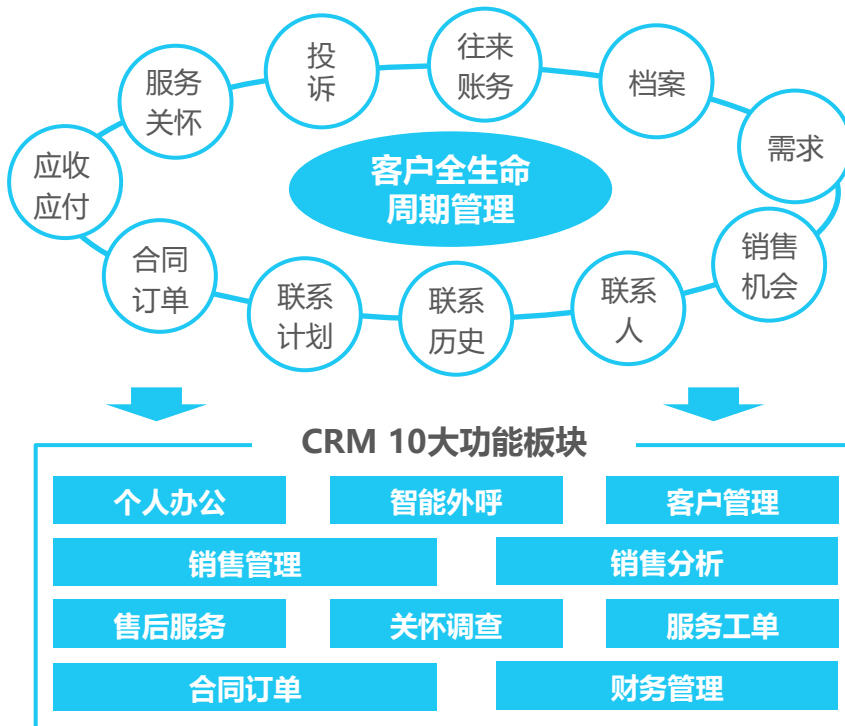 投
诉
往来
账务
档案
服务
关怀
需求
应收
应付
客户全生命
周期管理
合同
订单
销售
机会
联系
计划
联系
历史
联系
人
CRM 10大功能板块
个人办公
智能外呼
客户管理
销售管理
销售分析
售后服务
关怀调查
服务工单
合同订单
财务管理